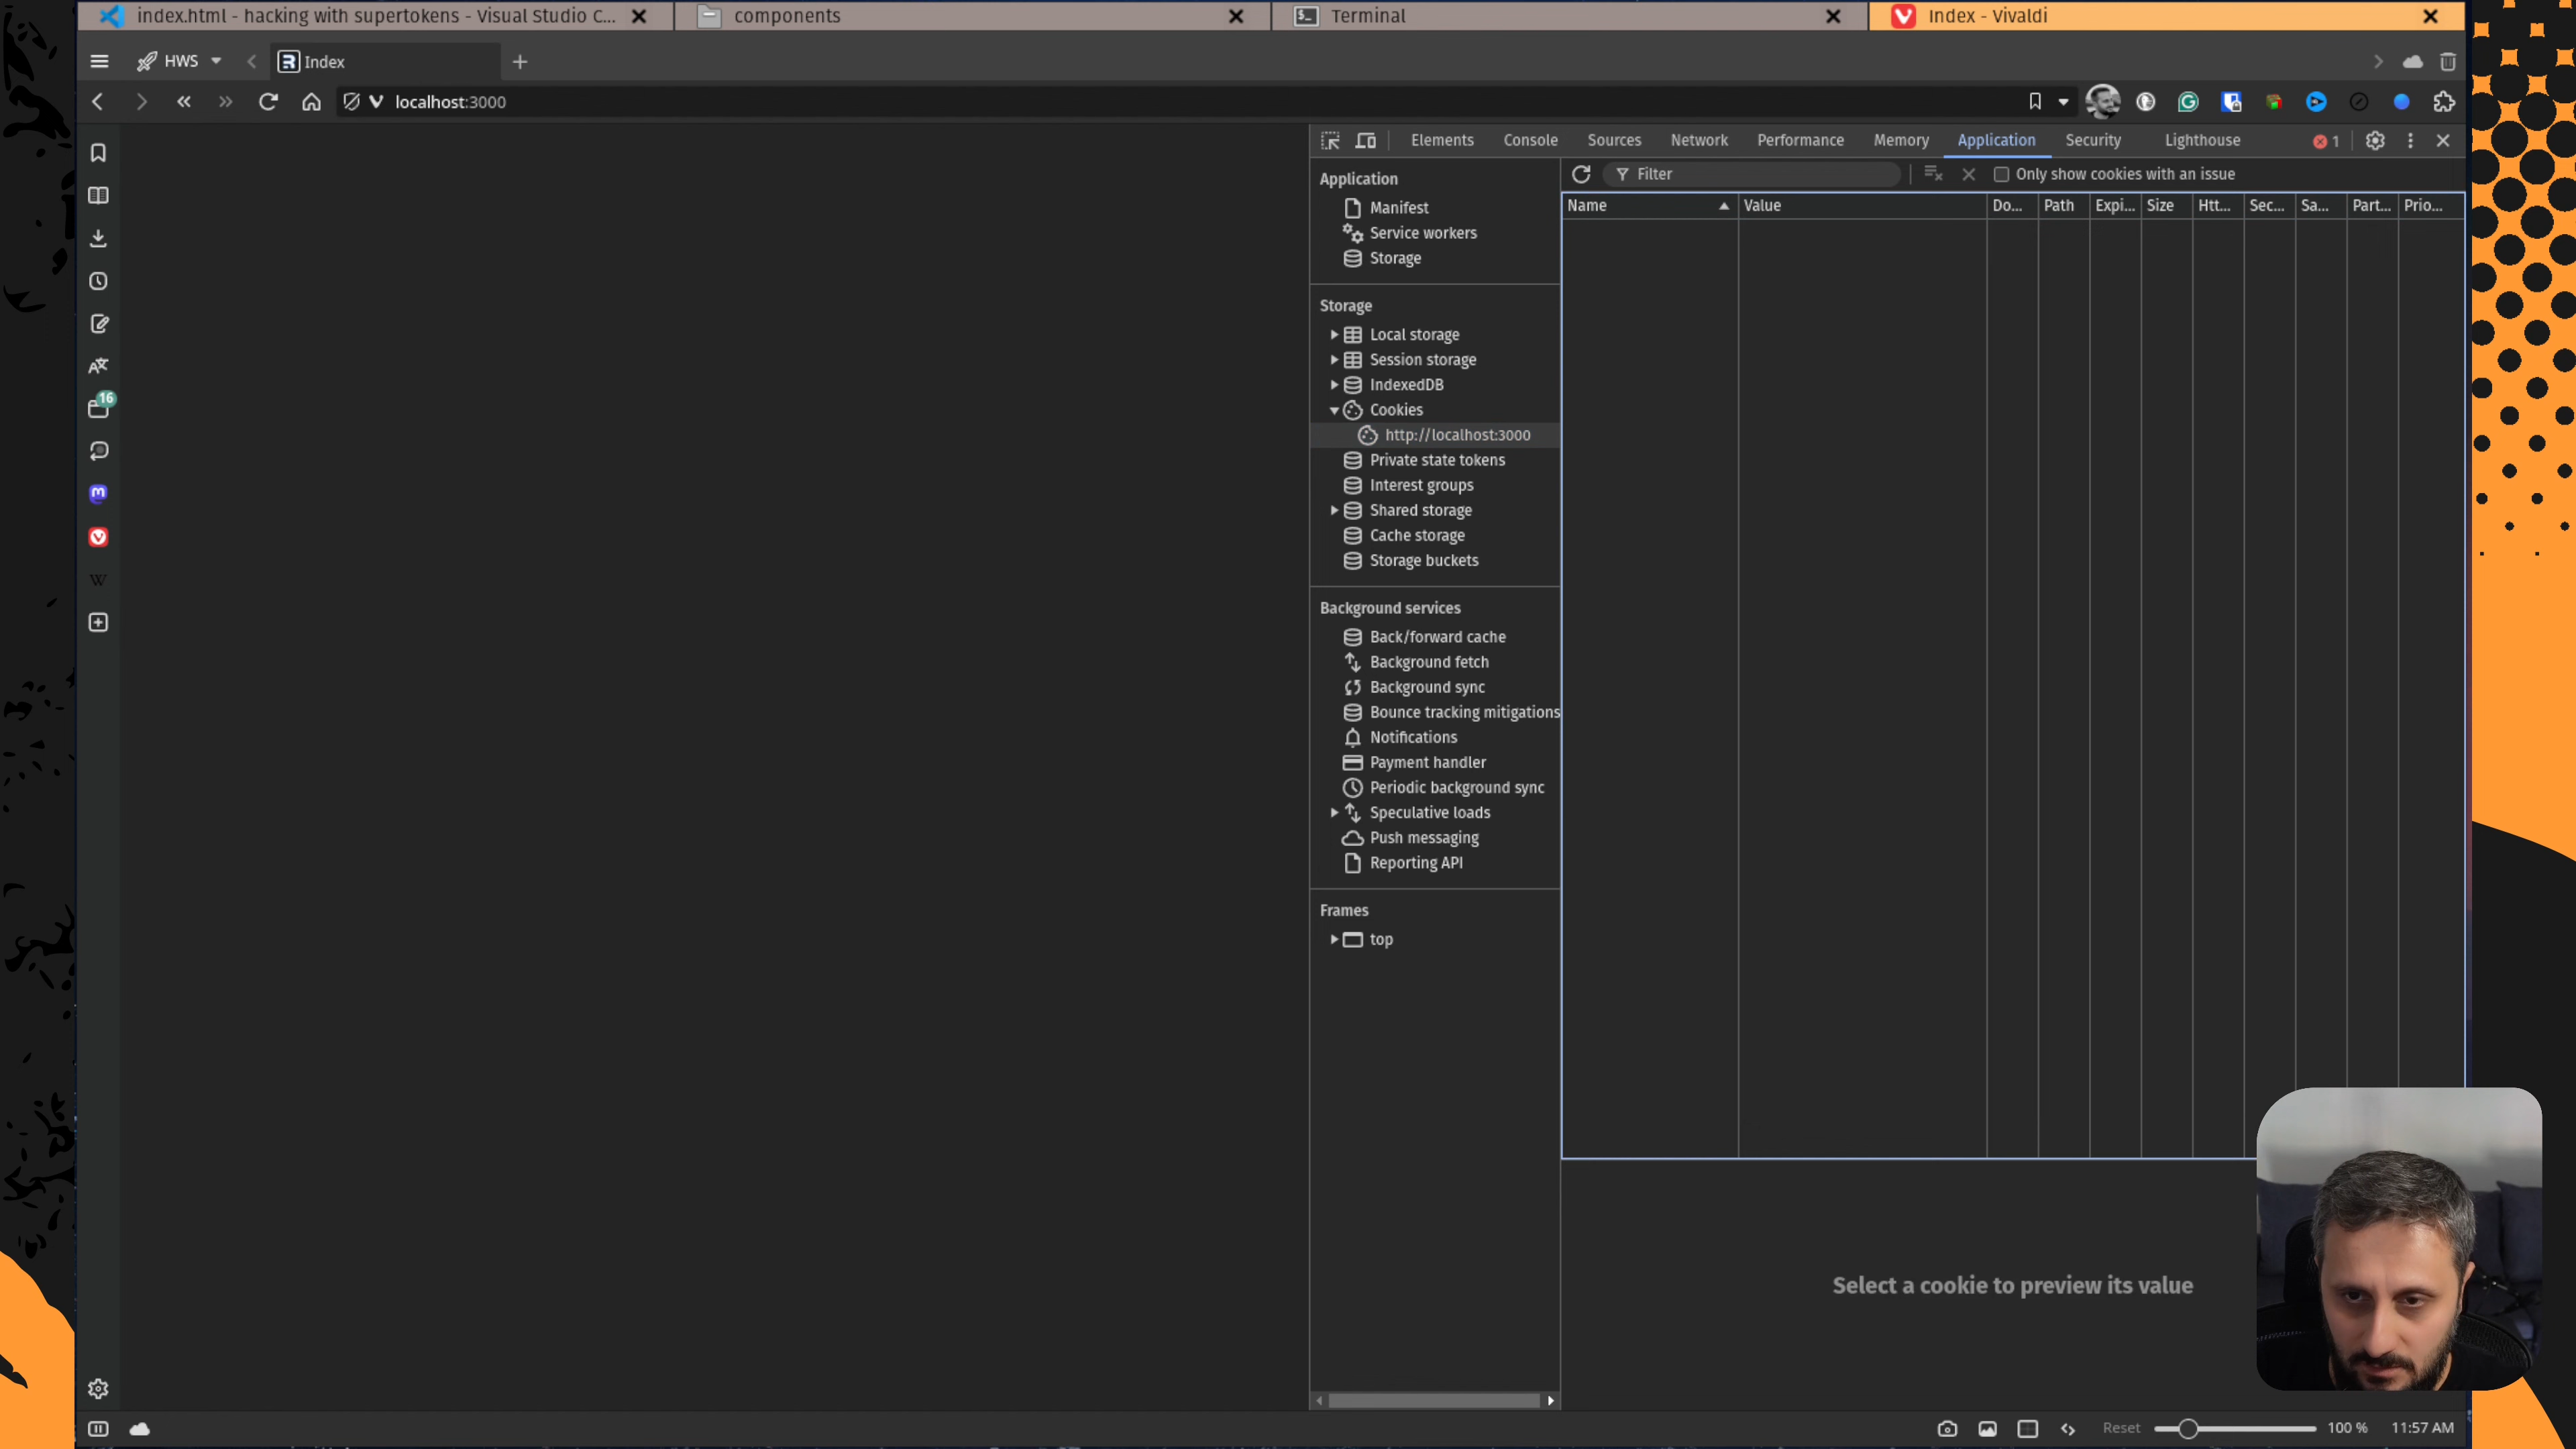 index.html - hacking with supertokens - Visual Studio C...
components
Terminal
Index - Vivaldi
HWS
Index
localhost:3000
Elements
Console
Sources
Network
Performance
Memory
Application
Security
Lighthouse
1
Application
Manifest
Service workers
Storage
Storage
Local storage
Session storage
IndexedDB
Cookies
http://localhost:3000
Private state tokens
Interest groups
Shared storage
Cache storage
Storage buckets
Background services
Back/forward cache
Background fetch
Background sync
Bounce tracking mitigations
Notifications
Payment handler
Periodic background sync
Speculative loads
Push messaging
Reporting API
Frames
top
Filter
Only show cookies with an issue
Name
Value
Do...
Path
Expi...
Size
Htt...
Sec...
Sa...
Part...
Prio...
Select a cookie to preview its value
16
W
Reset
100 %
11:57 AM